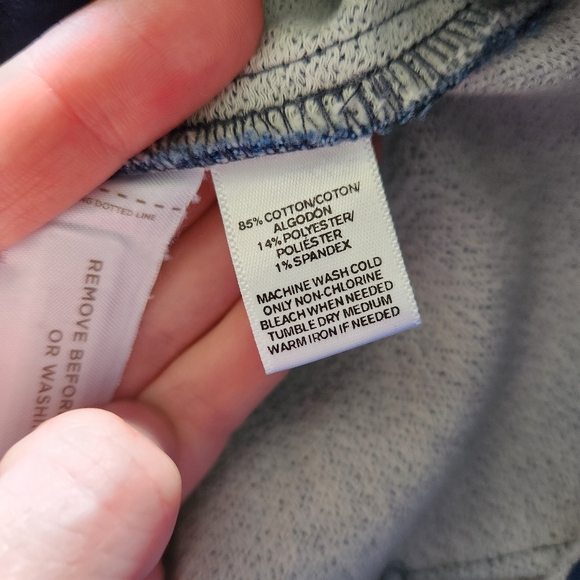 85% COTTON/COTON/
ALGODÓN
14% POLYESTER/
POLIESTER
1% SPANDEX
MACHINE WASH COLD
ONLY NON-CHLORINE
BLEACH WHEN NEEDED
TUMBLE DRY MEDIUM
WARM IRON IF NEEDED
DOTTED LINE
REMOVE BEFOR
OR WASHI